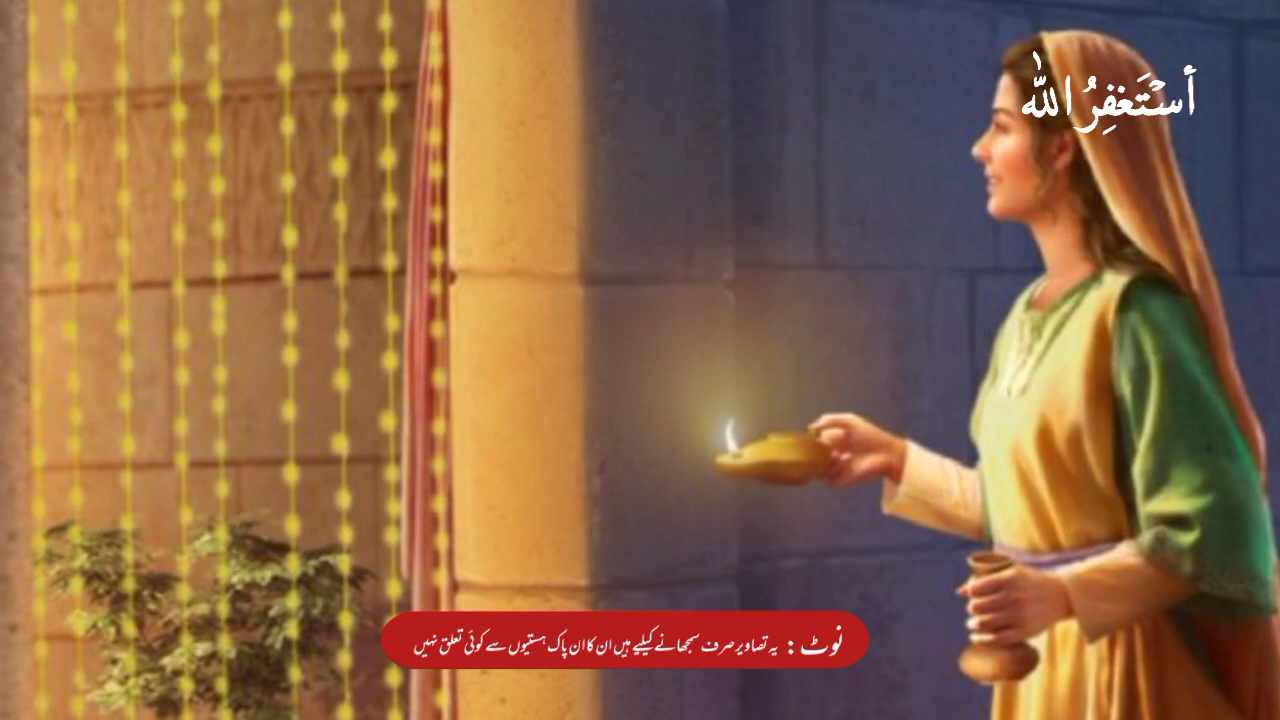 أَسْتَغْفِرُ اللّٰه
نوٹ : یہ تصاویر صرف سمجھانے کیلیے ہیں ان کا ان پاک ہستیوں سے کوئی تعلق نہیں